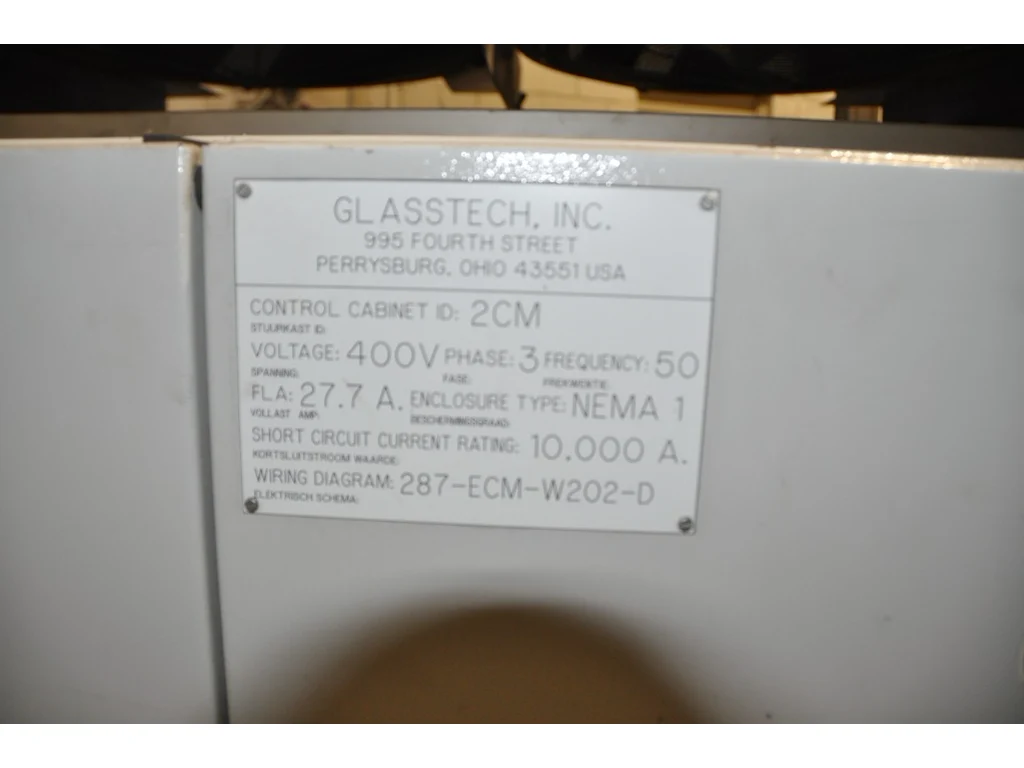 GLASSTECH, INC.
995 FOURTH STREET
PERRYSBURG, OHIO 43551 USA
CONTROL CABINET ID: 2CM
STUURKAST ID:
VOLTAGE: 400V PHASE: 3 FREQUENCY: 50
SPANNING: FASE: FREKWENTIE:
FLA: 27.7 A. ENCLOSURE TYPE: NEMA 1
VOLLAST AMP: BESCHERMINGSGRAAD:
SHORT CIRCUIT CURRENT RATING: 10,000 A.
KORTSLUITSTROOM WAARDE:
WIRING DIAGRAM: 287-ECM-W202-D
ELEKTRISCH SCHEMA: